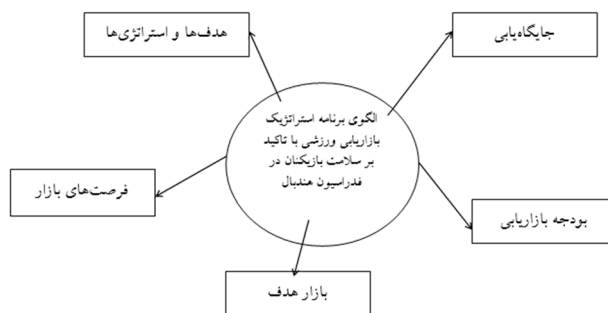 هدف‌ها و استراتژی‌ها
جایگاه‌یابی
الگوی برنامه استراتژیک
بازاریابی ورزشی با تاکید
بر سلامت بازیکنان در
فدراسیون هندبال
فرصت‌های بازار
بودجه بازاریابی
بازار هدف